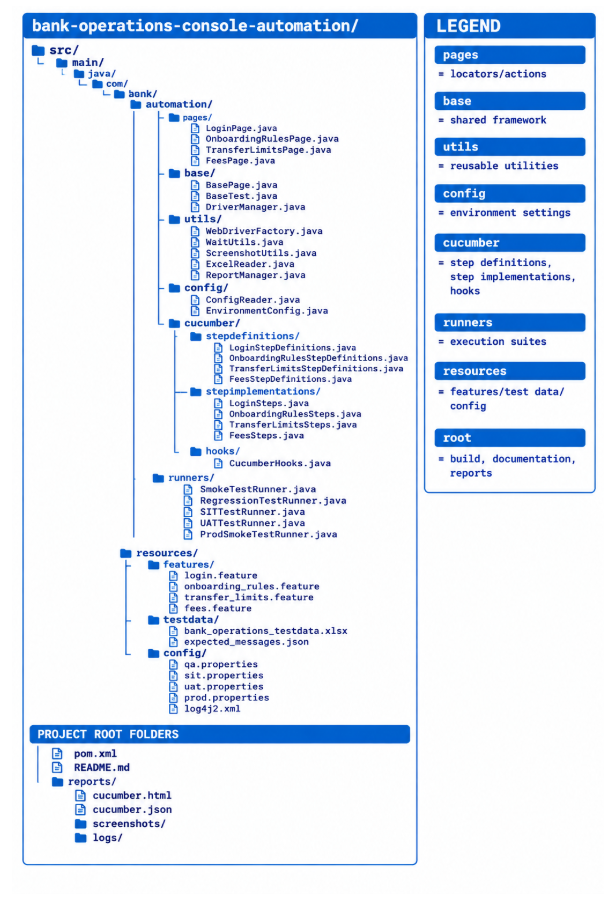 bank-operations-console-automation/
src/
main/
java/
com/
bank/
automation/
pages/
LoginPage.java
OnboardingRulesPage.java
TransferLimitsPage.java
FeesPage.java
base/
BasePage.java
BaseTest.java
DriverManager.java
utils/
WebDriverFactory.java
WaitUtils.java
ScreenshotUtils.java
ExcelReader.java
ReportManager.java
config/
ConfigReader.java
EnvironmentConfig.java
cucumber/
stepdefinitions/
LoginStepDefinitions.java
OnboardingRulesStepDefinitions.java
TransferLimitsStepDefinitions.java
FeesStepDefinitions.java
stepimplementations/
LoginSteps.java
OnboardingRulesSteps.java
TransferLimitsSteps.java
FeesSteps.java
hooks/
CucumberHooks.java
runners/
SmokeTestRunner.java
RegressionTestRunner.java
SITTestRunner.java
UATTestRunner.java
ProdSmokeTestRunner.java
resources/
features/
login.feature
onboarding_rules.feature
transfer_limits.feature
fees.feature
testdata/
bank_operations_testdata.xlsx
expected_messages.json
config/
qa.properties
sit.properties
uat.properties
prod.properties
log4j2.xml
PROJECT ROOT FOLDERS
pom.xml
README.md
reports/
cucumber.html
cucumber.json
screenshots/
logs/
LEGEND
pages
= locators/actions
base
= shared framework
utils
= reusable utilities
config
= environment settings
cucumber
= step definitions,
step implementations,
hooks
runners
= execution suites
resources
= features/test data/
config
root
= build, documentation,
reports